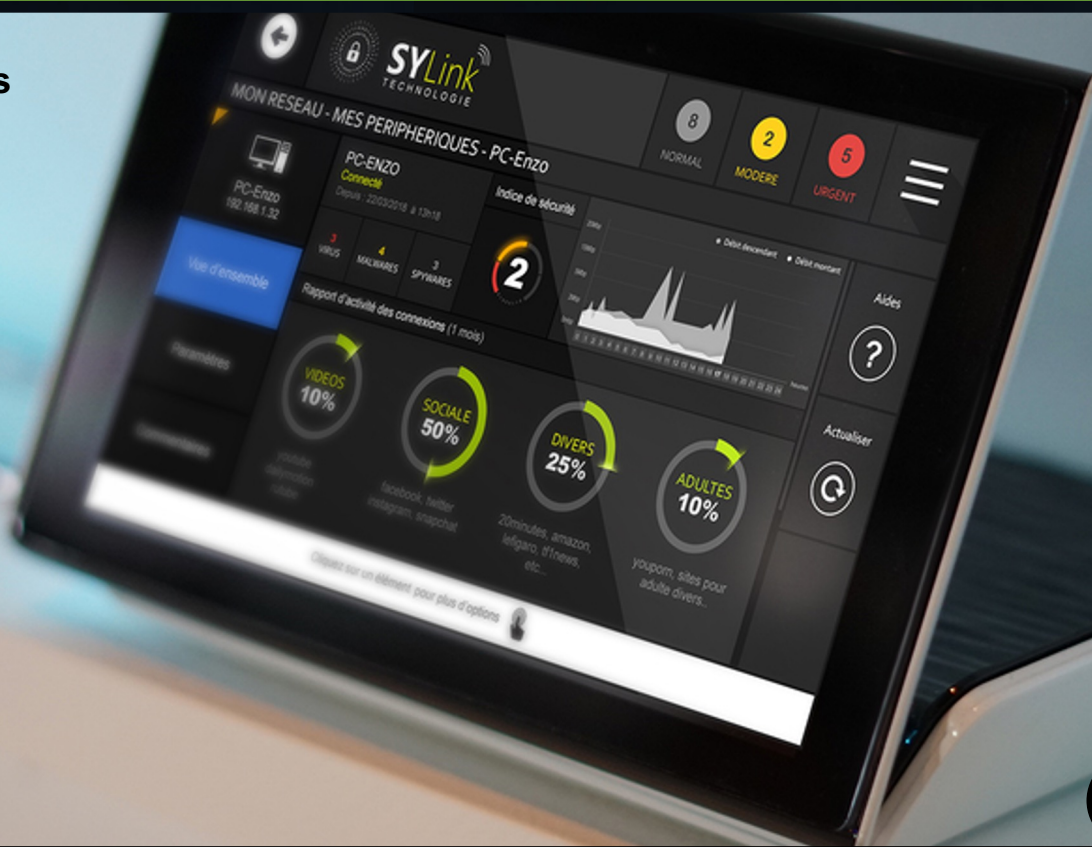 s
SYLink
TECHNOLOGIE
8
NORMAL
2
MODERE
5
URGENT
MON RESEAU - MES PERIPHERIQUES - PC-Enzo
PC-Enzo
192.168.1.32
PC-ENZO
Connecté
Depuis : 22/03/2018 à 13h18
3
VIRUS
4
MALWARES
3
SPYWARES
Indice de sécurité
2
Débit descendant
Débit montant
heures
Aides
?
Actualiser
Vue d'ensemble
Paramètres
Rapport d'activité des connexions (1 mois)
VIDEOS
10%
youtube
dailymotion
SOCIALE
50%
facebook, twitter
instagram, snapchat
DIVERS
25%
20minutes, amazon,
lefigaro, tf1news,
etc...
ADULTES
10%
youporn, sites pour
adulte divers..
Cliquez sur un élément pour plus d'options